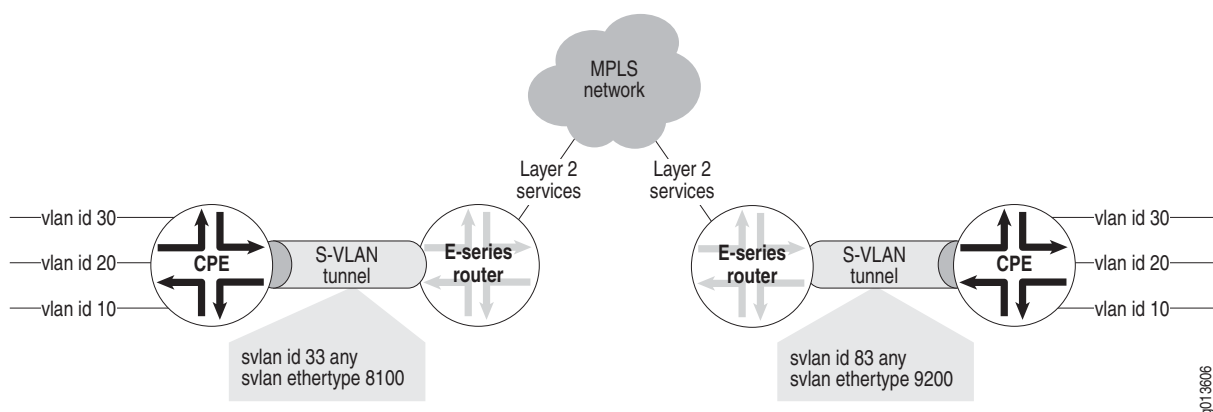 MPLS
network
Layer 2
services
Layer 2
services
vlan id 30
vlan id 20
vlan id 10
CPE
S-VLAN
tunnel
E-series
router
E-series
router
S-VLAN
tunnel
CPE
vlan id 30
vlan id 20
vlan id 10
svlan id 33 any
svlan ethertype 8100
svlan id 83 any
svlan ethertype 9200
g013606